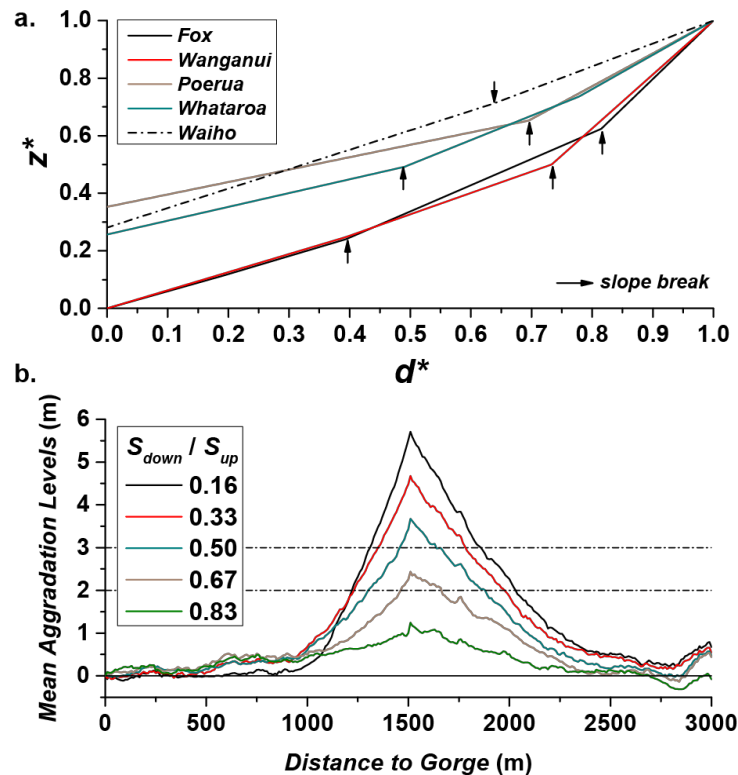 a.
1.0
0.8
0.6
0.4
0.2
0.0
z*
Fox
Wanganui
Poerua
Whataroa
Waiho
slope break
0.0 0.1 0.2 0.3 0.4 0.5 0.6 0.7 0.8 0.9 1.0
d*
b.
6
5
4
3
2
1
0
Mean Aggradation Levels (m)
S_down / S_up
0.16
0.33
0.50
0.67
0.83
0 500 1000 1500 2000 2500 3000
Distance to Gorge (m)